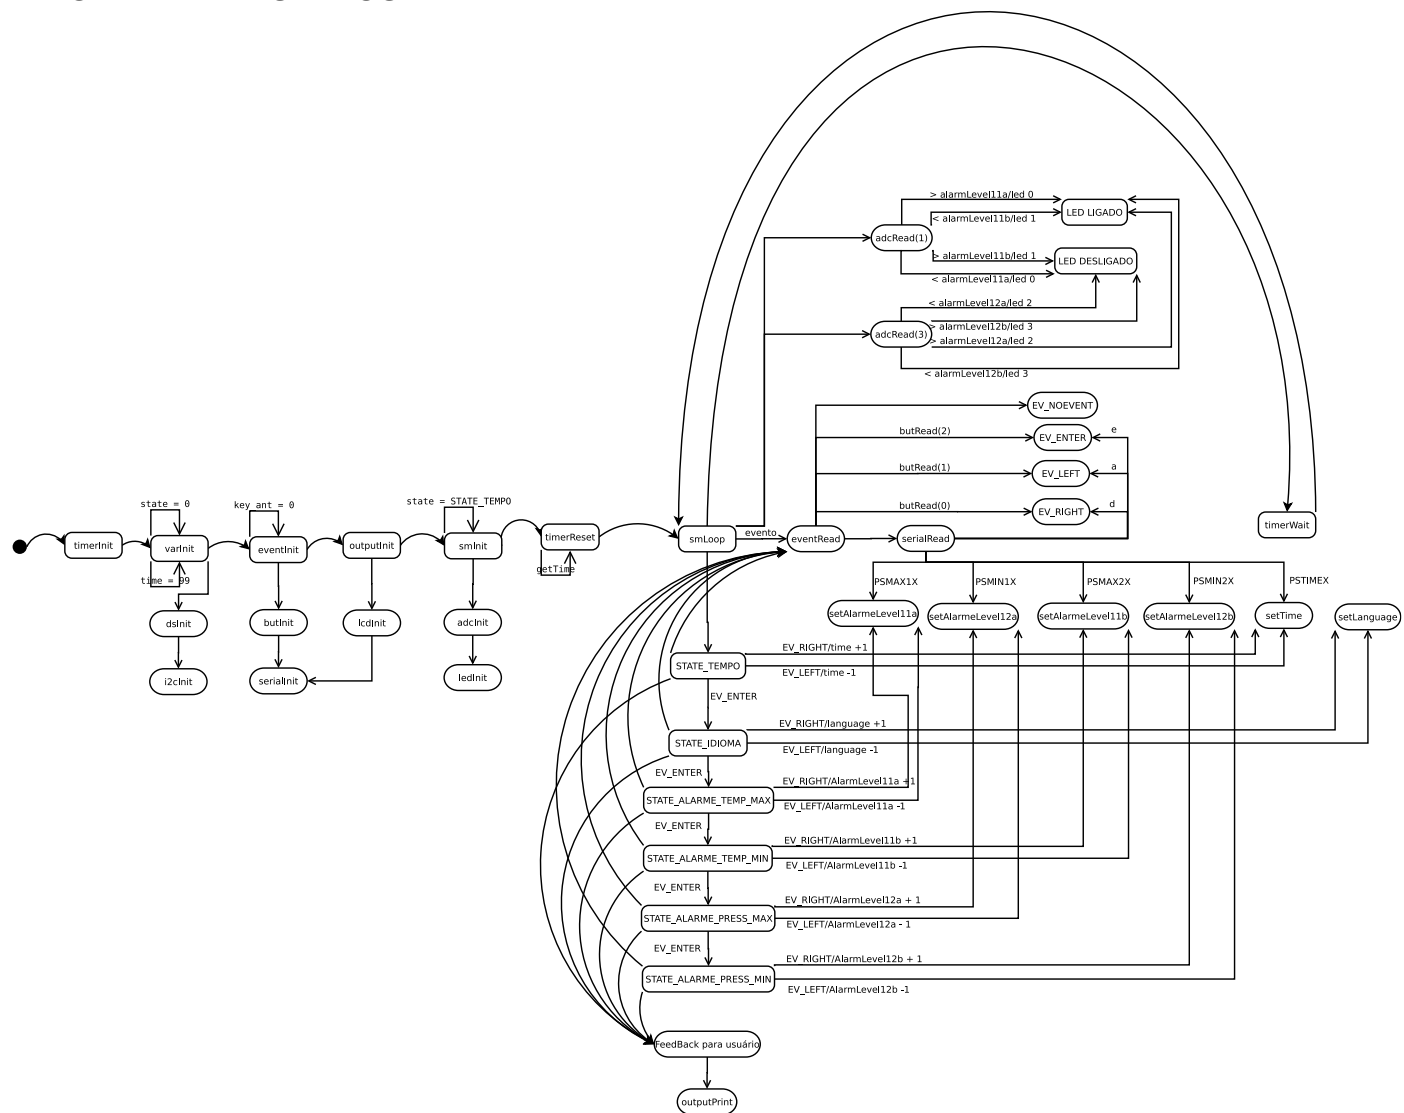 > alarmLevel11a/led 0
LED LIGADO
< alarmLevel11b/led 1
adcRead(1)
> alarmLevel11b/led 1
LED DESLIGADO
< alarmLevel11a/led 0
< alarmLevel12a/led 2
> alarmLevel12b/led 3
adcRead(3)
> alarmLevel12a/led 2
< alarmLevel12b/led 3
EV_NOEVENT
butRead(2)
EV_ENTER
e
butRead(1)
EV_LEFT
a
butRead(0)
EV_RIGHT
d
state = 0
key_ant = 0
state = STATE_TEMPO
timerInit
varInit
eventInit
outputInit
smInit
timerReset
smLoop
evento
eventRead
serialRead
timerWait
time = 99
getTime
PSMAX1X
PSMIN1X
PSMAX2X
PSMIN2X
PSTIMEX
dsInit
butInit
lcdInit
adcInit
setAlarmeLevel11a
setAlarmeLevel12a
setAlarmeLevel11b
setAlarmeLevel12b
setTime
setLanguage
i2cInit
serialInit
ledInit
EV_RIGHT/time +1
STATE_TEMPO
EV_LEFT/time -1
EV_ENTER
EV_RIGHT/language +1
STATE_IDIOMA
EV_LEFT/language -1
EV_ENTER
EV_RIGHT/AlarmLevel11a +1
STATE_ALARME_TEMP_MAX
EV_LEFT/AlarmLevel11a -1
EV_ENTER
EV_RIGHT/AlarmLevel11b +1
STATE_ALARME_TEMP_MIN
EV_LEFT/AlarmLevel11b -1
EV_ENTER
EV_RIGHT/AlarmLevel12a + 1
STATE_ALARME_PRESS_MAX
EV_LEFT/AlarmLevel12a - 1
EV_ENTER
EV_RIGHT/AlarmLevel12b + 1
STATE_ALARME_PRESS_MIN
EV_LEFT/AlarmLevel12b -1
FeedBack para usuário
outputPrint